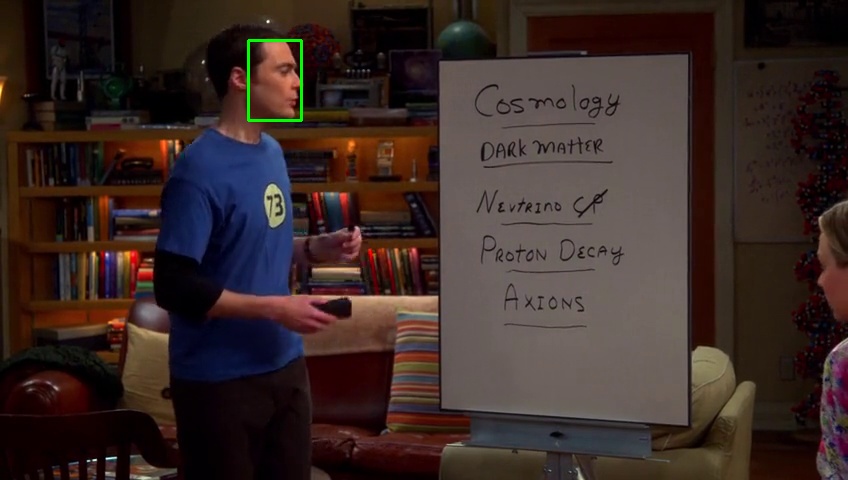 Cosmology
DARK MATTER
NEUTRINO CP
PROTON DECAY
AXIONS
73